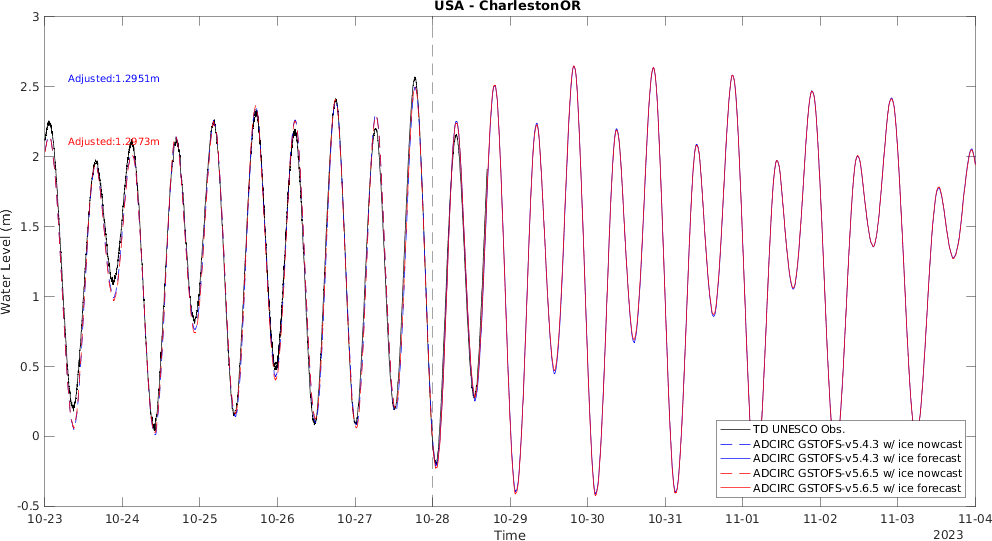 USA - CharlestonOR
3
2.5
2
1.5
1
0.5
0
-0.5
Water Level (m)
Adjusted:1.2951m
Adjusted:1.2973m
TD UNESCO Obs.
ADCIRC GSTOFS-v5.4.3 w/ ice nowcast
ADCIRC GSTOFS-v5.4.3 w/ ice forecast
ADCIRC GSTOFS-v5.6.5 w/ ice nowcast
ADCIRC GSTOFS-v5.6.5 w/ ice forecast
10-23 10-24 10-25 10-26 10-27 10-28 10-29 10-30 10-31 11-01 11-02 11-03 11-04
Time
2023